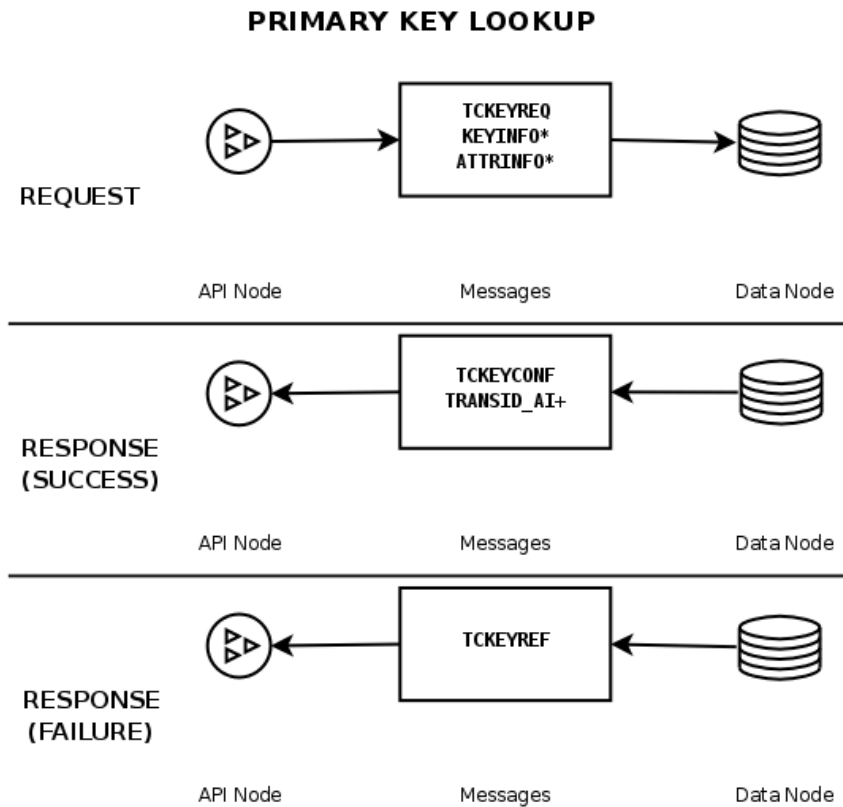 PRIMARY KEY LOOKUP
TCKEYREQ
KEYINFO*
ATTRINFO*
REQUEST
API Node Messages Data Node
TCKEYCONF
TRANSID_AI+
RESPONSE
(SUCCESS)
API Node Messages Data Node
TCKEYREF
RESPONSE
(FAILURE)
API Node Messages Data Node